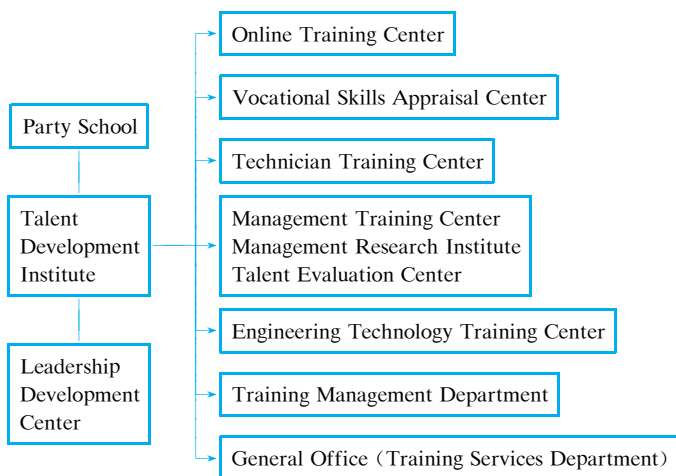 Party School
Talent
Development
Institute
Leadership
Development
Center
Online Training Center
Vocational Skills Appraisal Center
Technician Training Center
Management Training Center
Management Research Institute
Talent Evaluation Center
Engineering Technology Training Center
Training Management Department
General Office（Training Services Department）